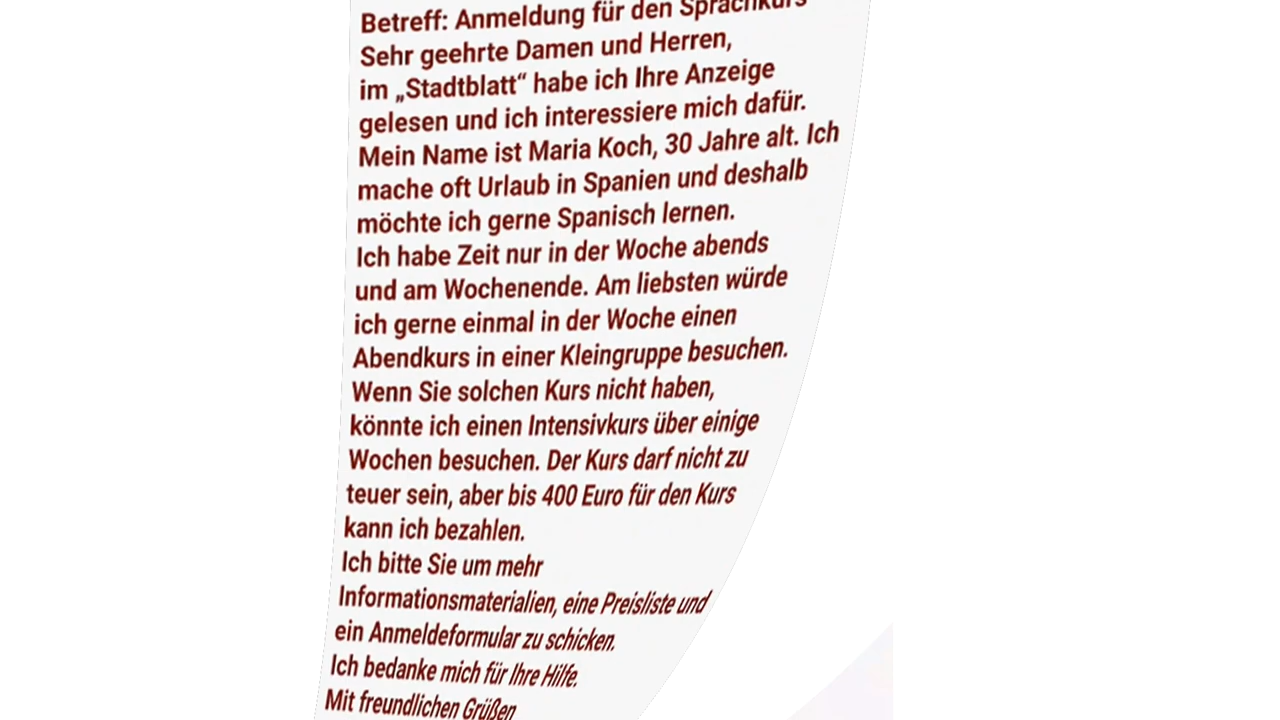 Betreff: Anmeldung für den Sprachkurs
Sehr geehrte Damen und Herren,
im „Stadtblatt“ habe ich Ihre Anzeige
gelesen und ich interessiere mich dafür.
Mein Name ist Maria Koch, 30 Jahre alt. Ich
mache oft Urlaub in Spanien und deshalb
möchte ich gerne Spanisch lernen.
Ich habe Zeit nur in der Woche abends
und am Wochenende. Am liebsten würde
ich gerne einmal in der Woche einen
Abendkurs in einer Kleingruppe besuchen.
Wenn Sie solchen Kurs nicht haben,
könnte ich einen Intensivkurs über einige
Wochen besuchen. Der Kurs darf nicht zu
teuer sein, aber bis 400 Euro für den Kurs
kann ich bezahlen.
Ich bitte Sie um mehr
Informationsmaterialien, eine Preisliste und
ein Anmeldeformular zu schicken.
Ich bedanke mich für Ihre Hilfe.
Mit freundlichen Grüßen